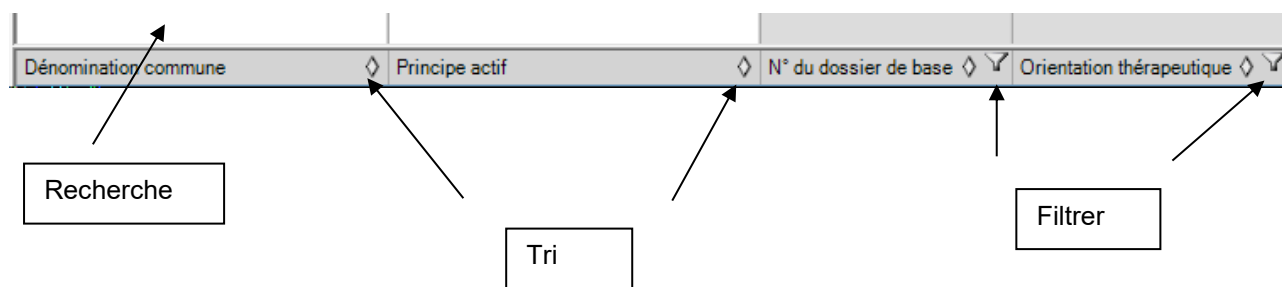 Dénomination commune
Principe actif
N° du dossier de base
Orientation thérapeutique
Recherche
Filtrer
Tri